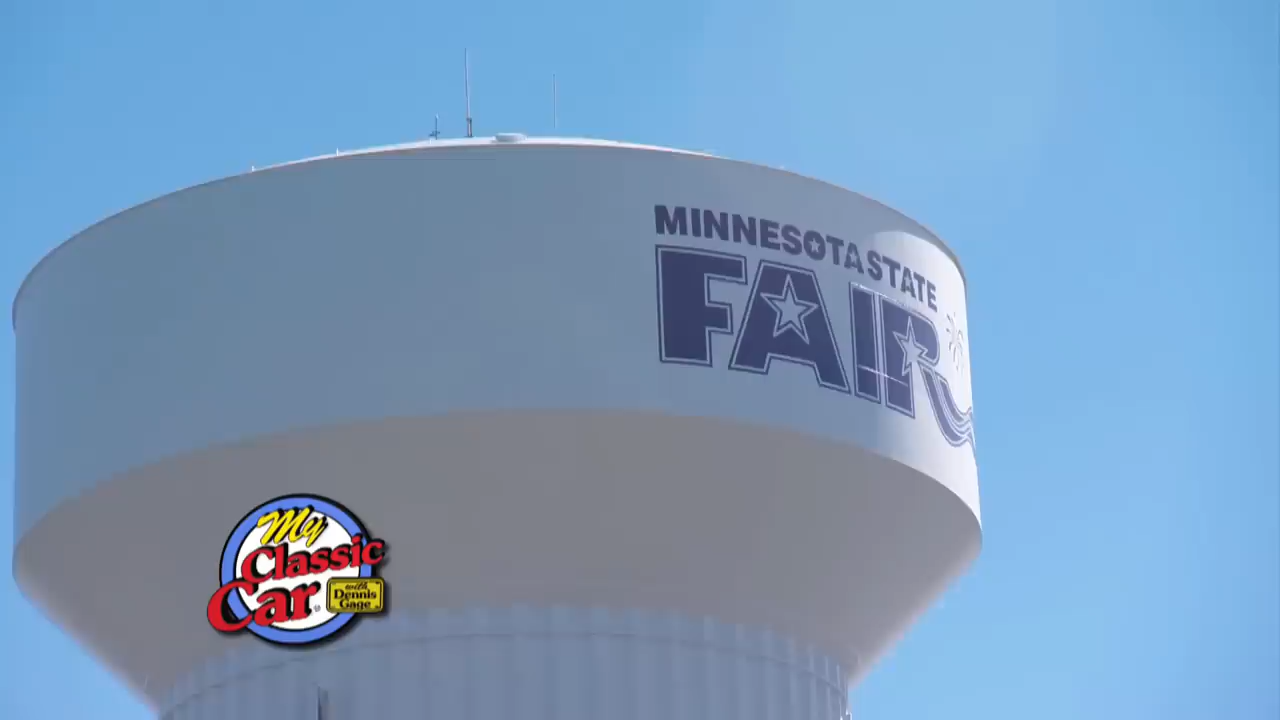 MINNESOTA STATE
FAIR
My
Classic
Car
with
Dennis
Gage